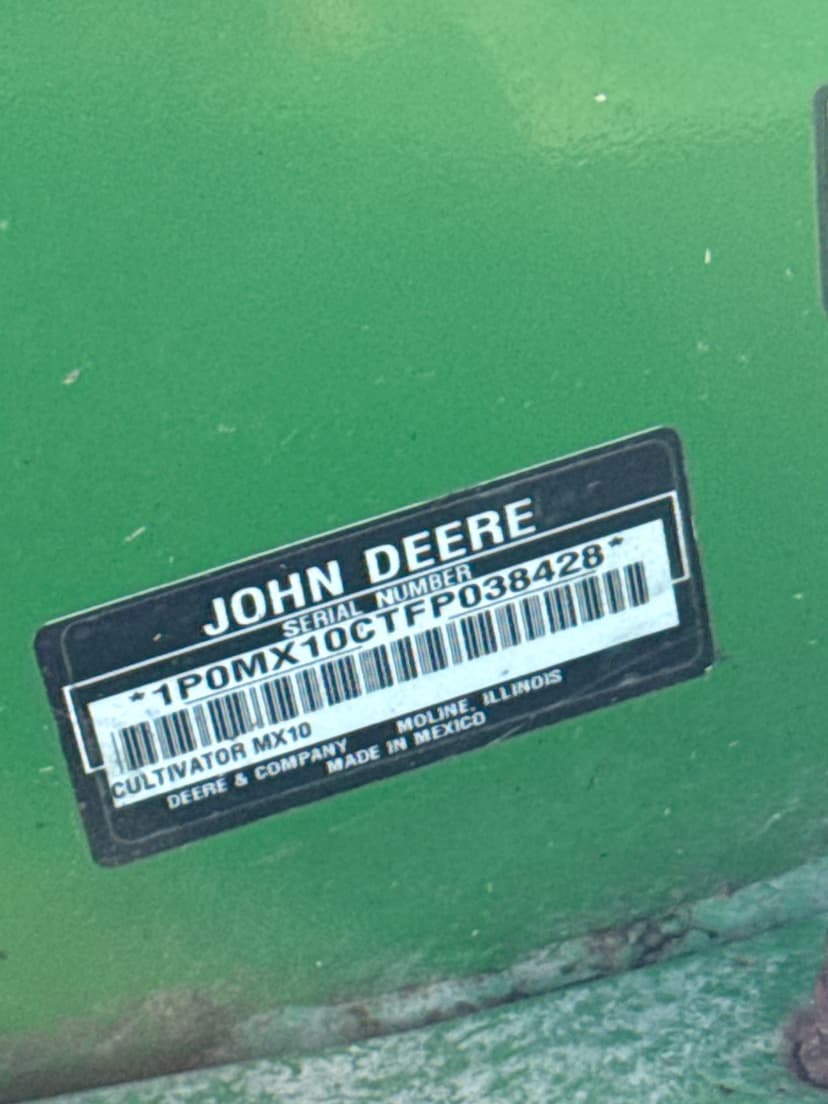 JOHN DEERE
SERIAL NUMBER
*1P0MX10CTFP038428*
CULTIVATOR MX10
DEERE & COMPANY MOLINE, ILLINOIS
MADE IN MEXICO